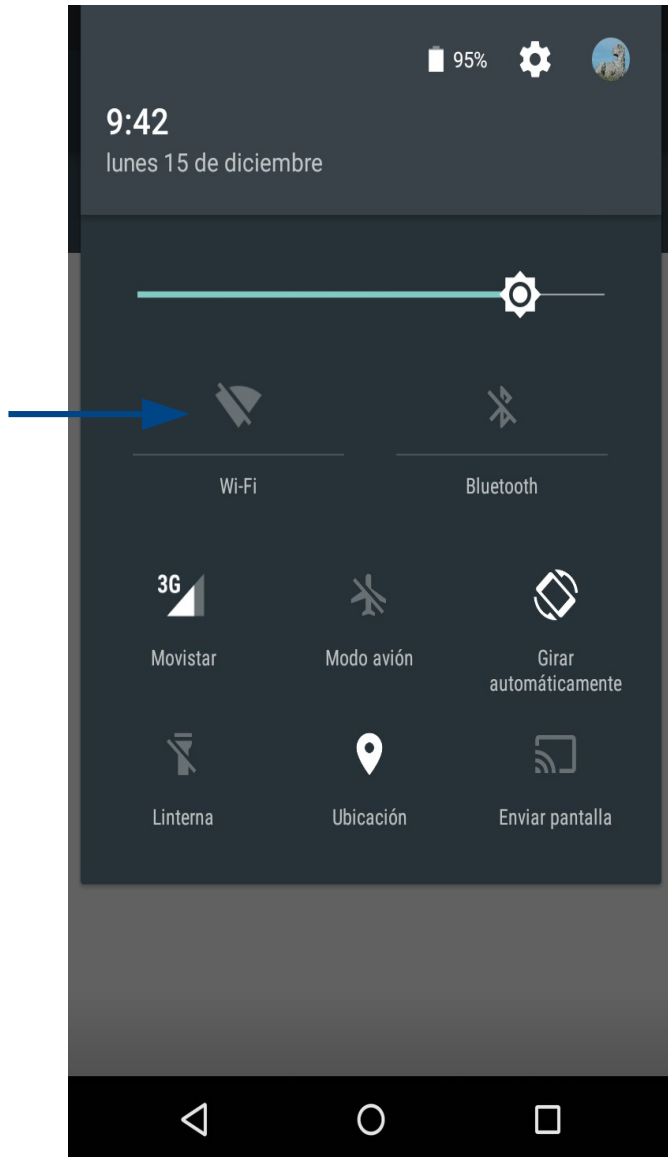 95%
9:42
lunes 15 de diciembre
Wi-Fi
Bluetooth
3G
Movistar
Modo avión
Girar
automáticamente
Linterna
Ubicación
Enviar pantalla